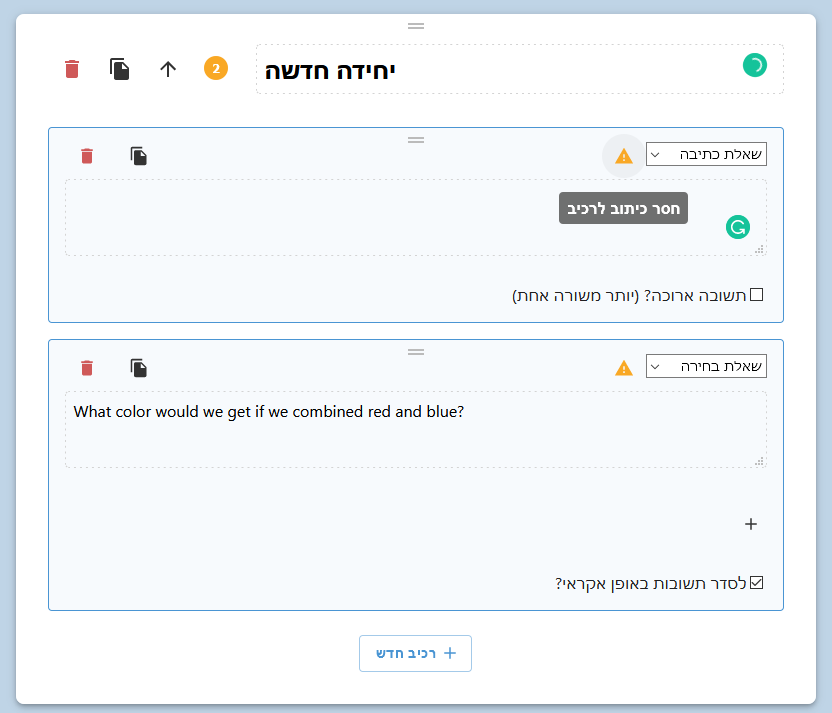 יחידה חדשה
2
שאלת כתיבה
חסר כיתוב לרכיב
תשובה ארוכה? (יותר משורה אחת)
שאלת בחירה
What color would we get if we combined red and blue?
לסדר תשובות באופן אקראי?
רכיב חדש